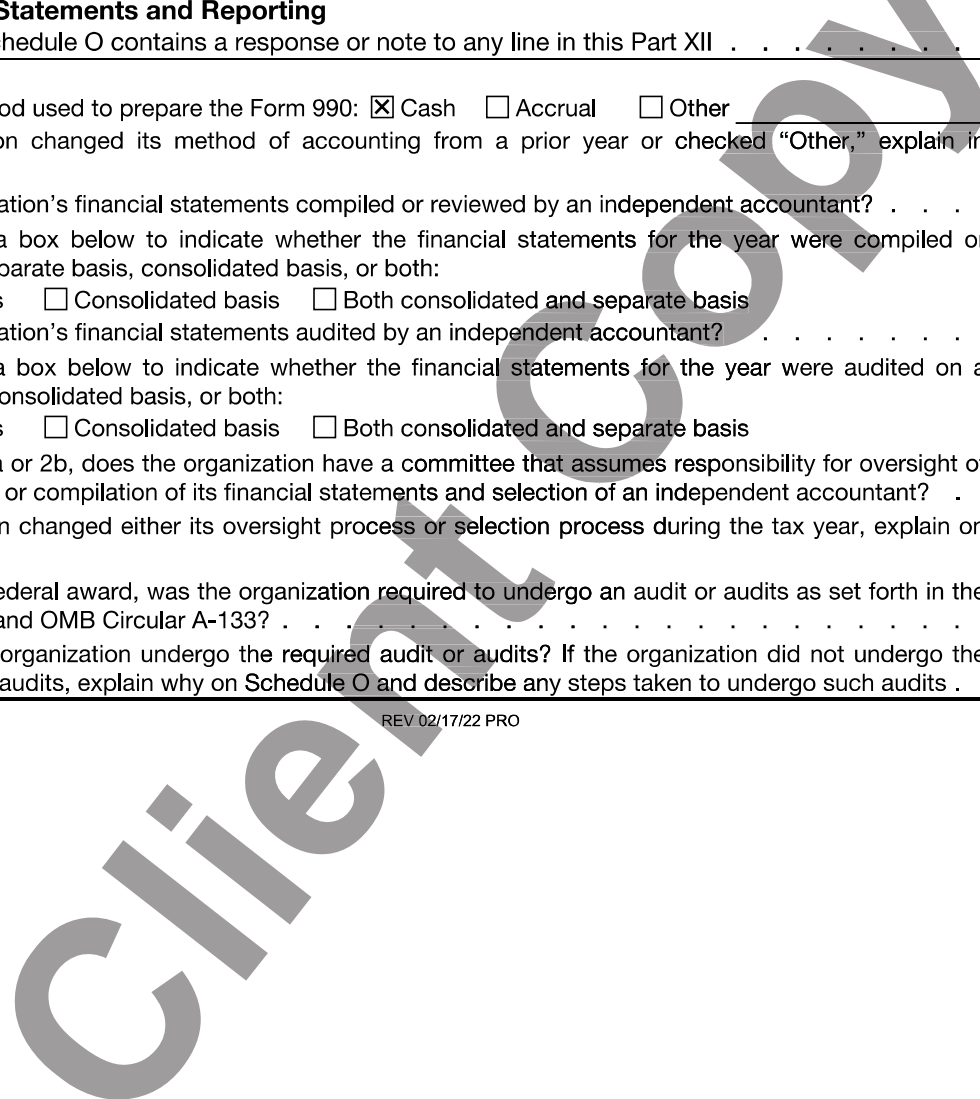 Statements and Reporting
chedule O contains a response or note to any line in this Part XII . . . . . . . .
od used to prepare the Form 990: ☒ Cash ☐ Accrual ☐ Other
on changed its method of accounting from a prior year or checked “Other,” explain in
ation’s financial statements compiled or reviewed by an independent accountant? . . .
a box below to indicate whether the financial statements for the year were compiled or
parate basis, consolidated basis, or both:
s ☐ Consolidated basis ☐ Both consolidated and separate basis
ation’s financial statements audited by an independent accountant? . . . . . . .
a box below to indicate whether the financial statements for the year were audited on a
onsolidated basis, or both:
s ☐ Consolidated basis ☐ Both consolidated and separate basis
a or 2b, does the organization have a committee that assumes responsibility for oversight of
or compilation of its financial statements and selection of an independent accountant? .
n changed either its oversight process or selection process during the tax year, explain on
ederal award, was the organization required to undergo an audit or audits as set forth in the
and OMB Circular A-133? . . . . . . . . . . . . . . . . . . . . . .
organization undergo the required audit or audits? If the organization did not undergo the
audits, explain why on Schedule O and describe any steps taken to undergo such audits .
REV 02/17/22 PRO
Client Copy